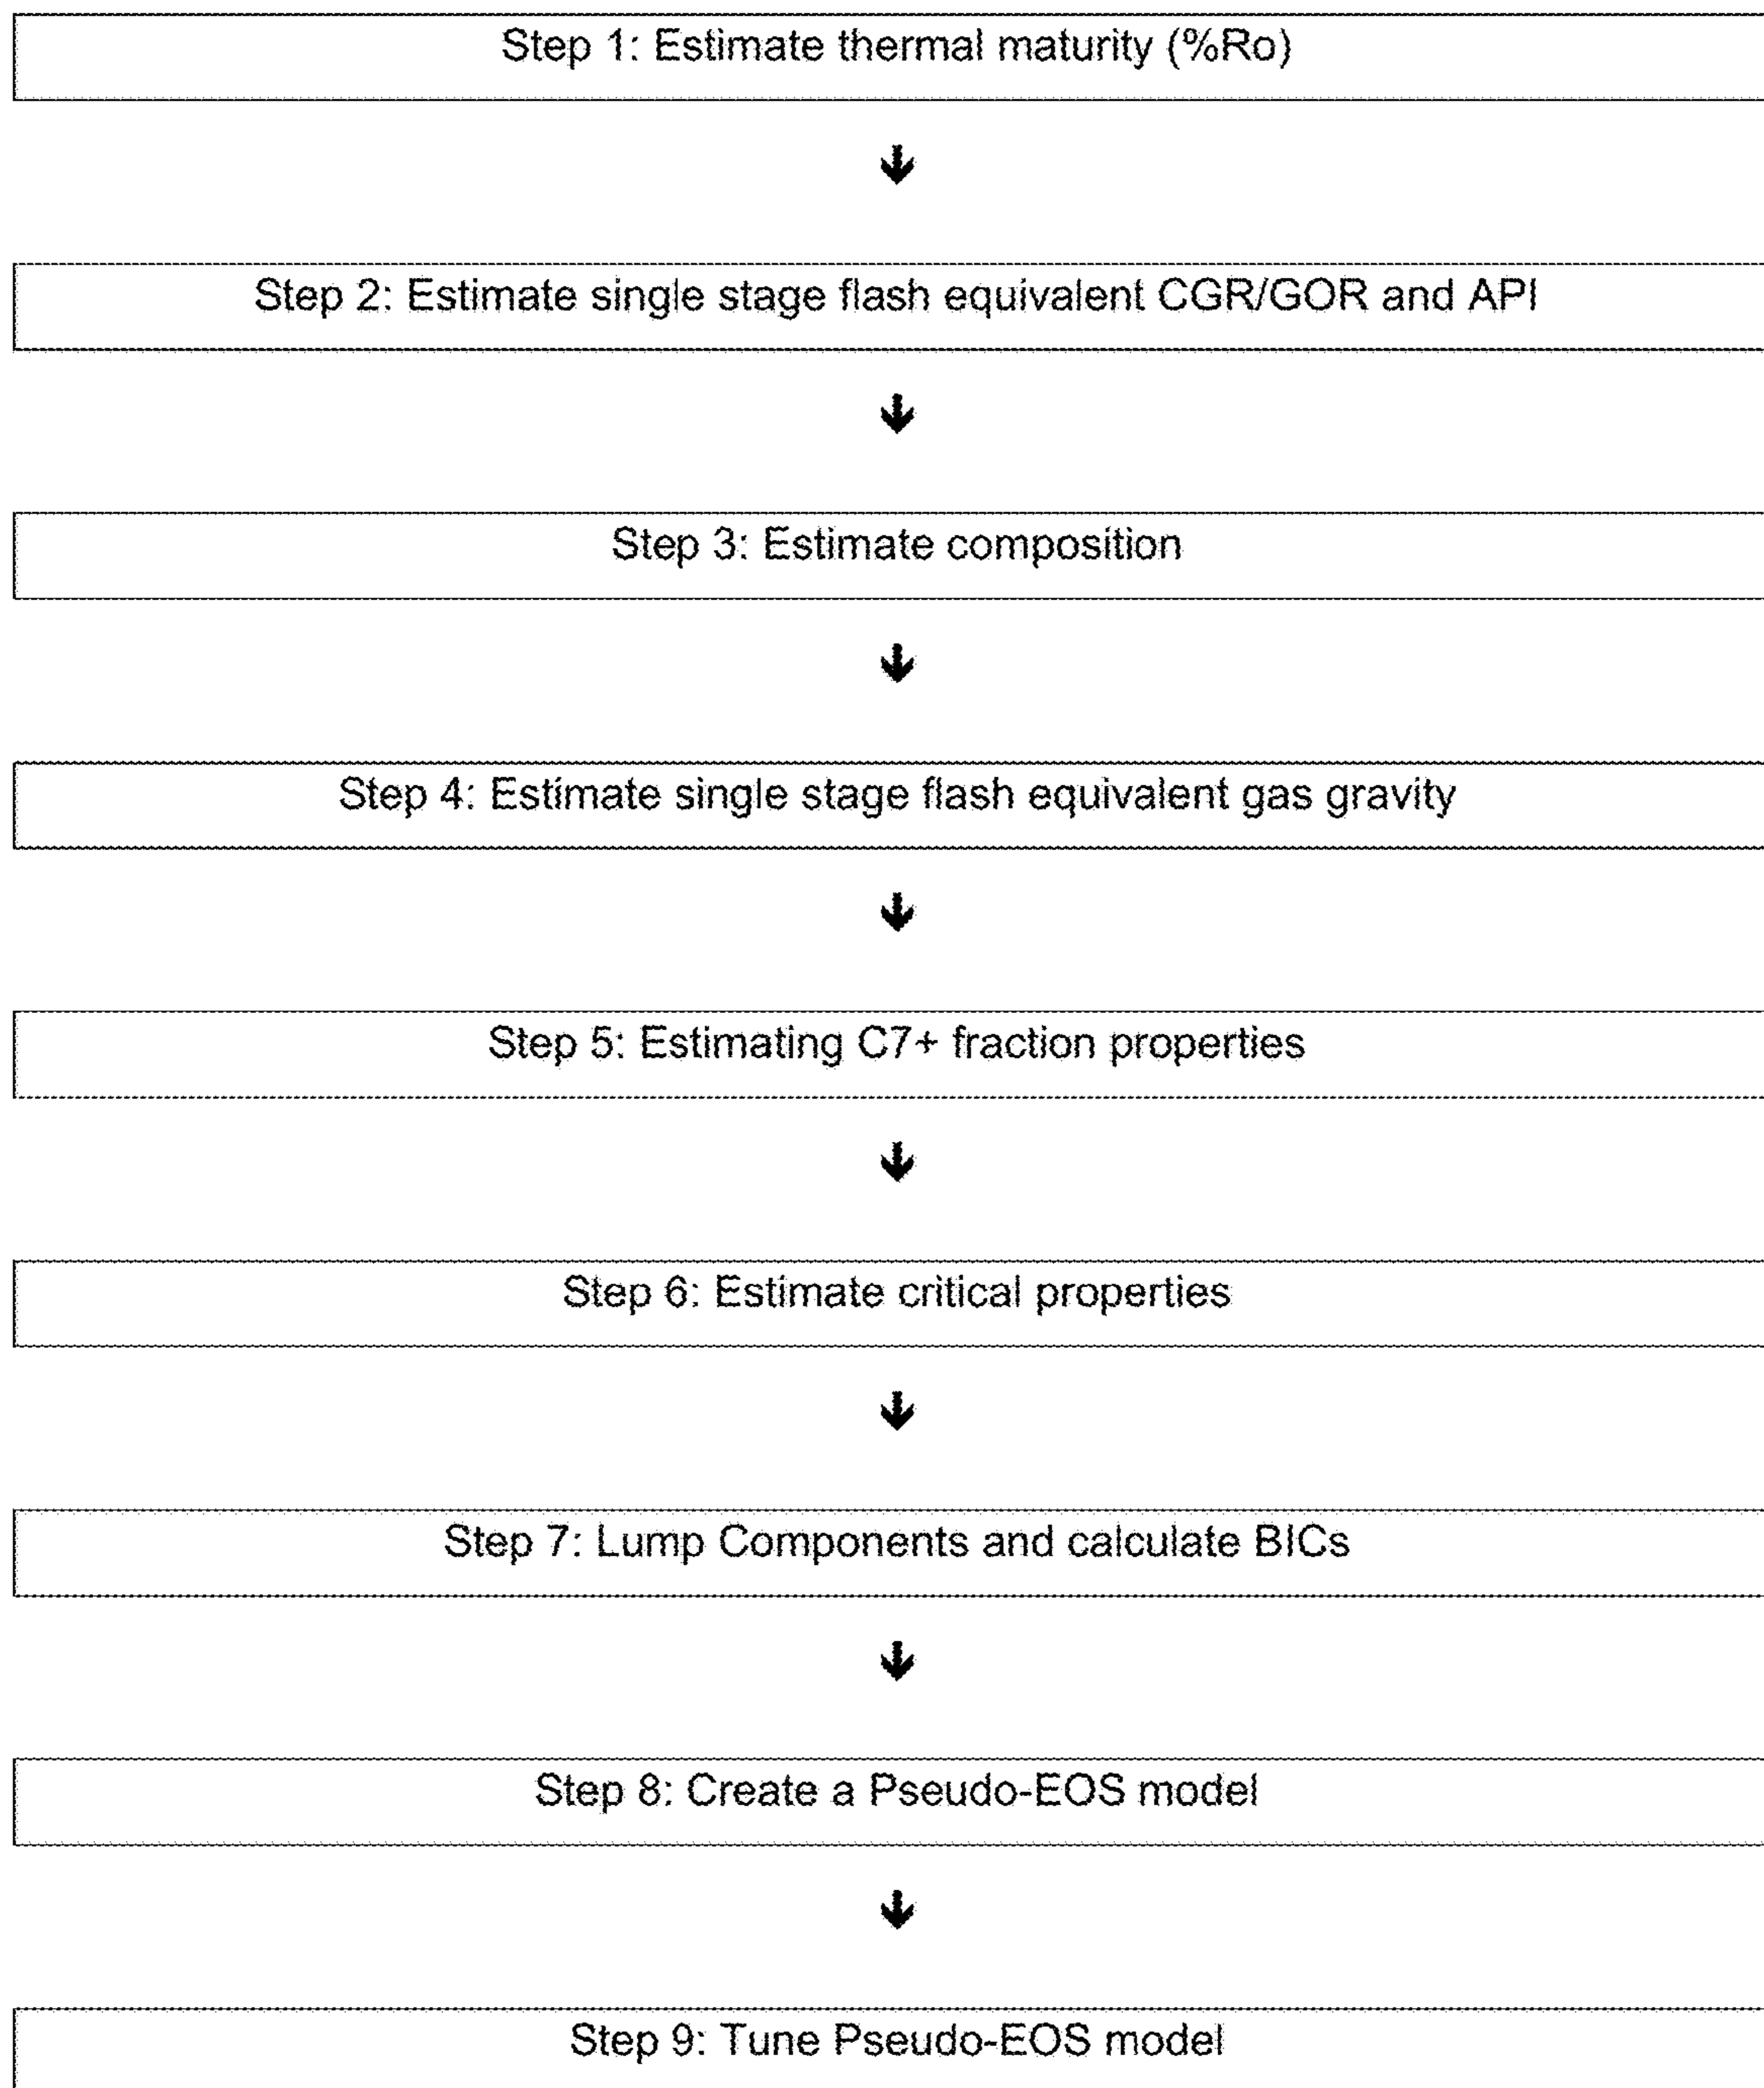 Step 1: Estimate thermal maturity (%Ro)
Step 2: Estimate single stage flash equivalent CGR/GOR and API
Step 3: Estimate composition
Step 4: Estimate single stage flash equivalent gas gravity
Step 5: Estimating C7+ fraction properties
Step 6: Estimate critical properties
Step 7: Lump Components and calculate BICs
Step 8: Create a Pseudo-EOS model
Step 9: Tune Pseudo-EOS model